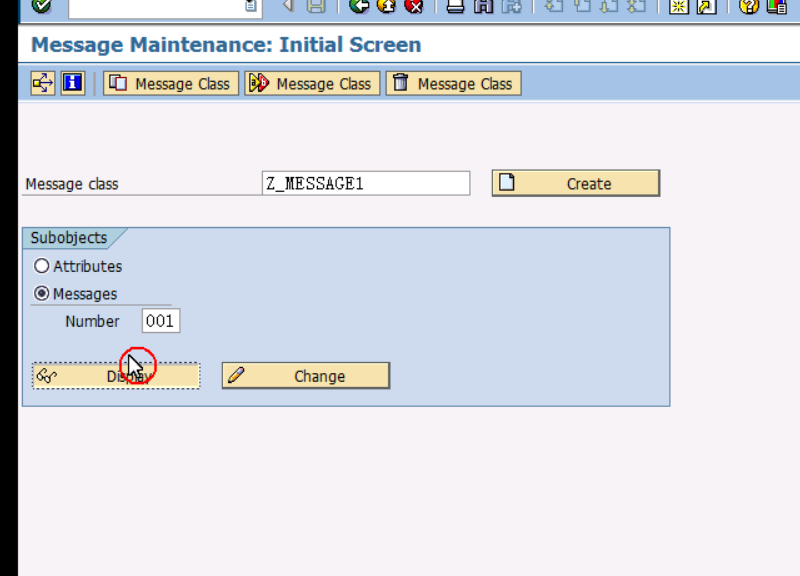 Message Maintenance: Initial Screen
Message Class Message Class Message Class
Message class Z_MESSAGE1 Create
Subobjects
Attributes
Messages
Number 001
Display Change